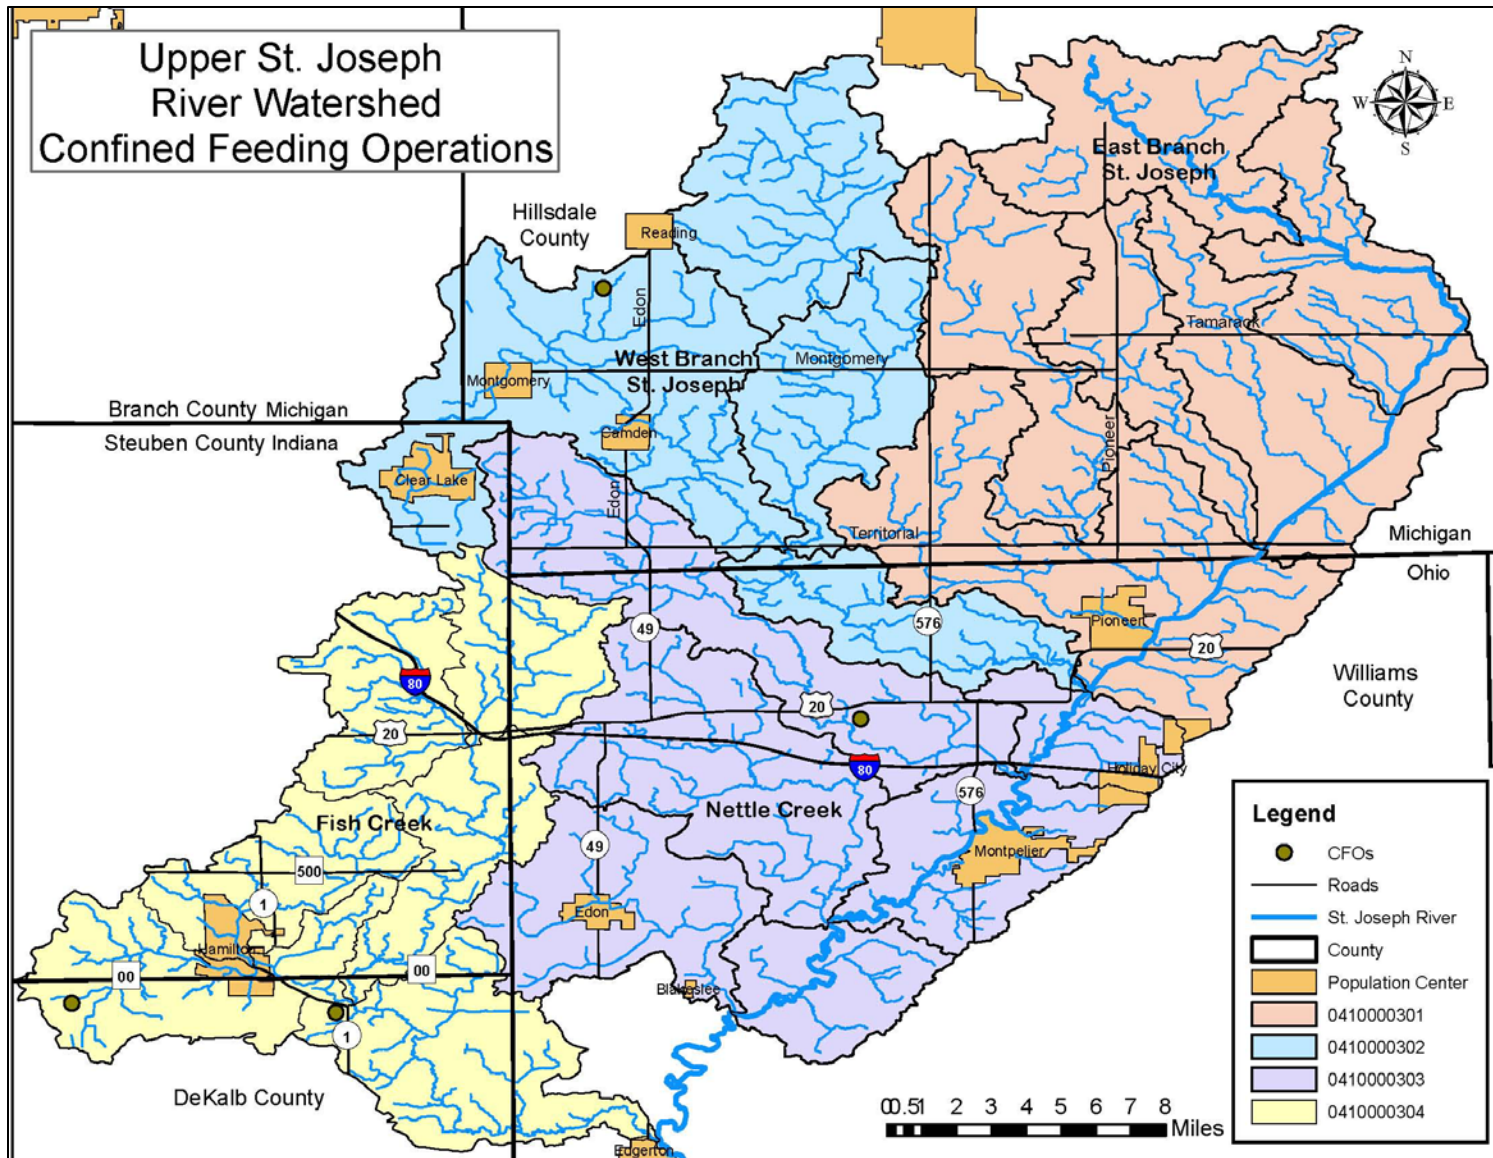 Upper St. Joseph
River Watershed
Confined Feeding Operations
N
W
E
S
East Branch
St. Joseph
Hillsdale
County
Reading
Edon
Tamarack
West Branch
St. Joseph
Montgomery
Montgomery
Branch County Michigan
Steuben County Indiana
Camden
Pioneer
Clear Lake
Edon
Territorial
Michigan
Ohio
49
576
Pioneer
20
80
Williams
County
20
20
80
Holiday City
576
Nettle Creek
Fish Creek
49
Montpelier
500
1
Edon
Hamilton
00
00
Blakeslee
1
DeKalb County
Edgerton
Legend
CFOs
Roads
St. Joseph River
County
Population Center
0410000301
0410000302
0410000303
0410000304
00.51 2 3 4 5 6 7 8
Miles